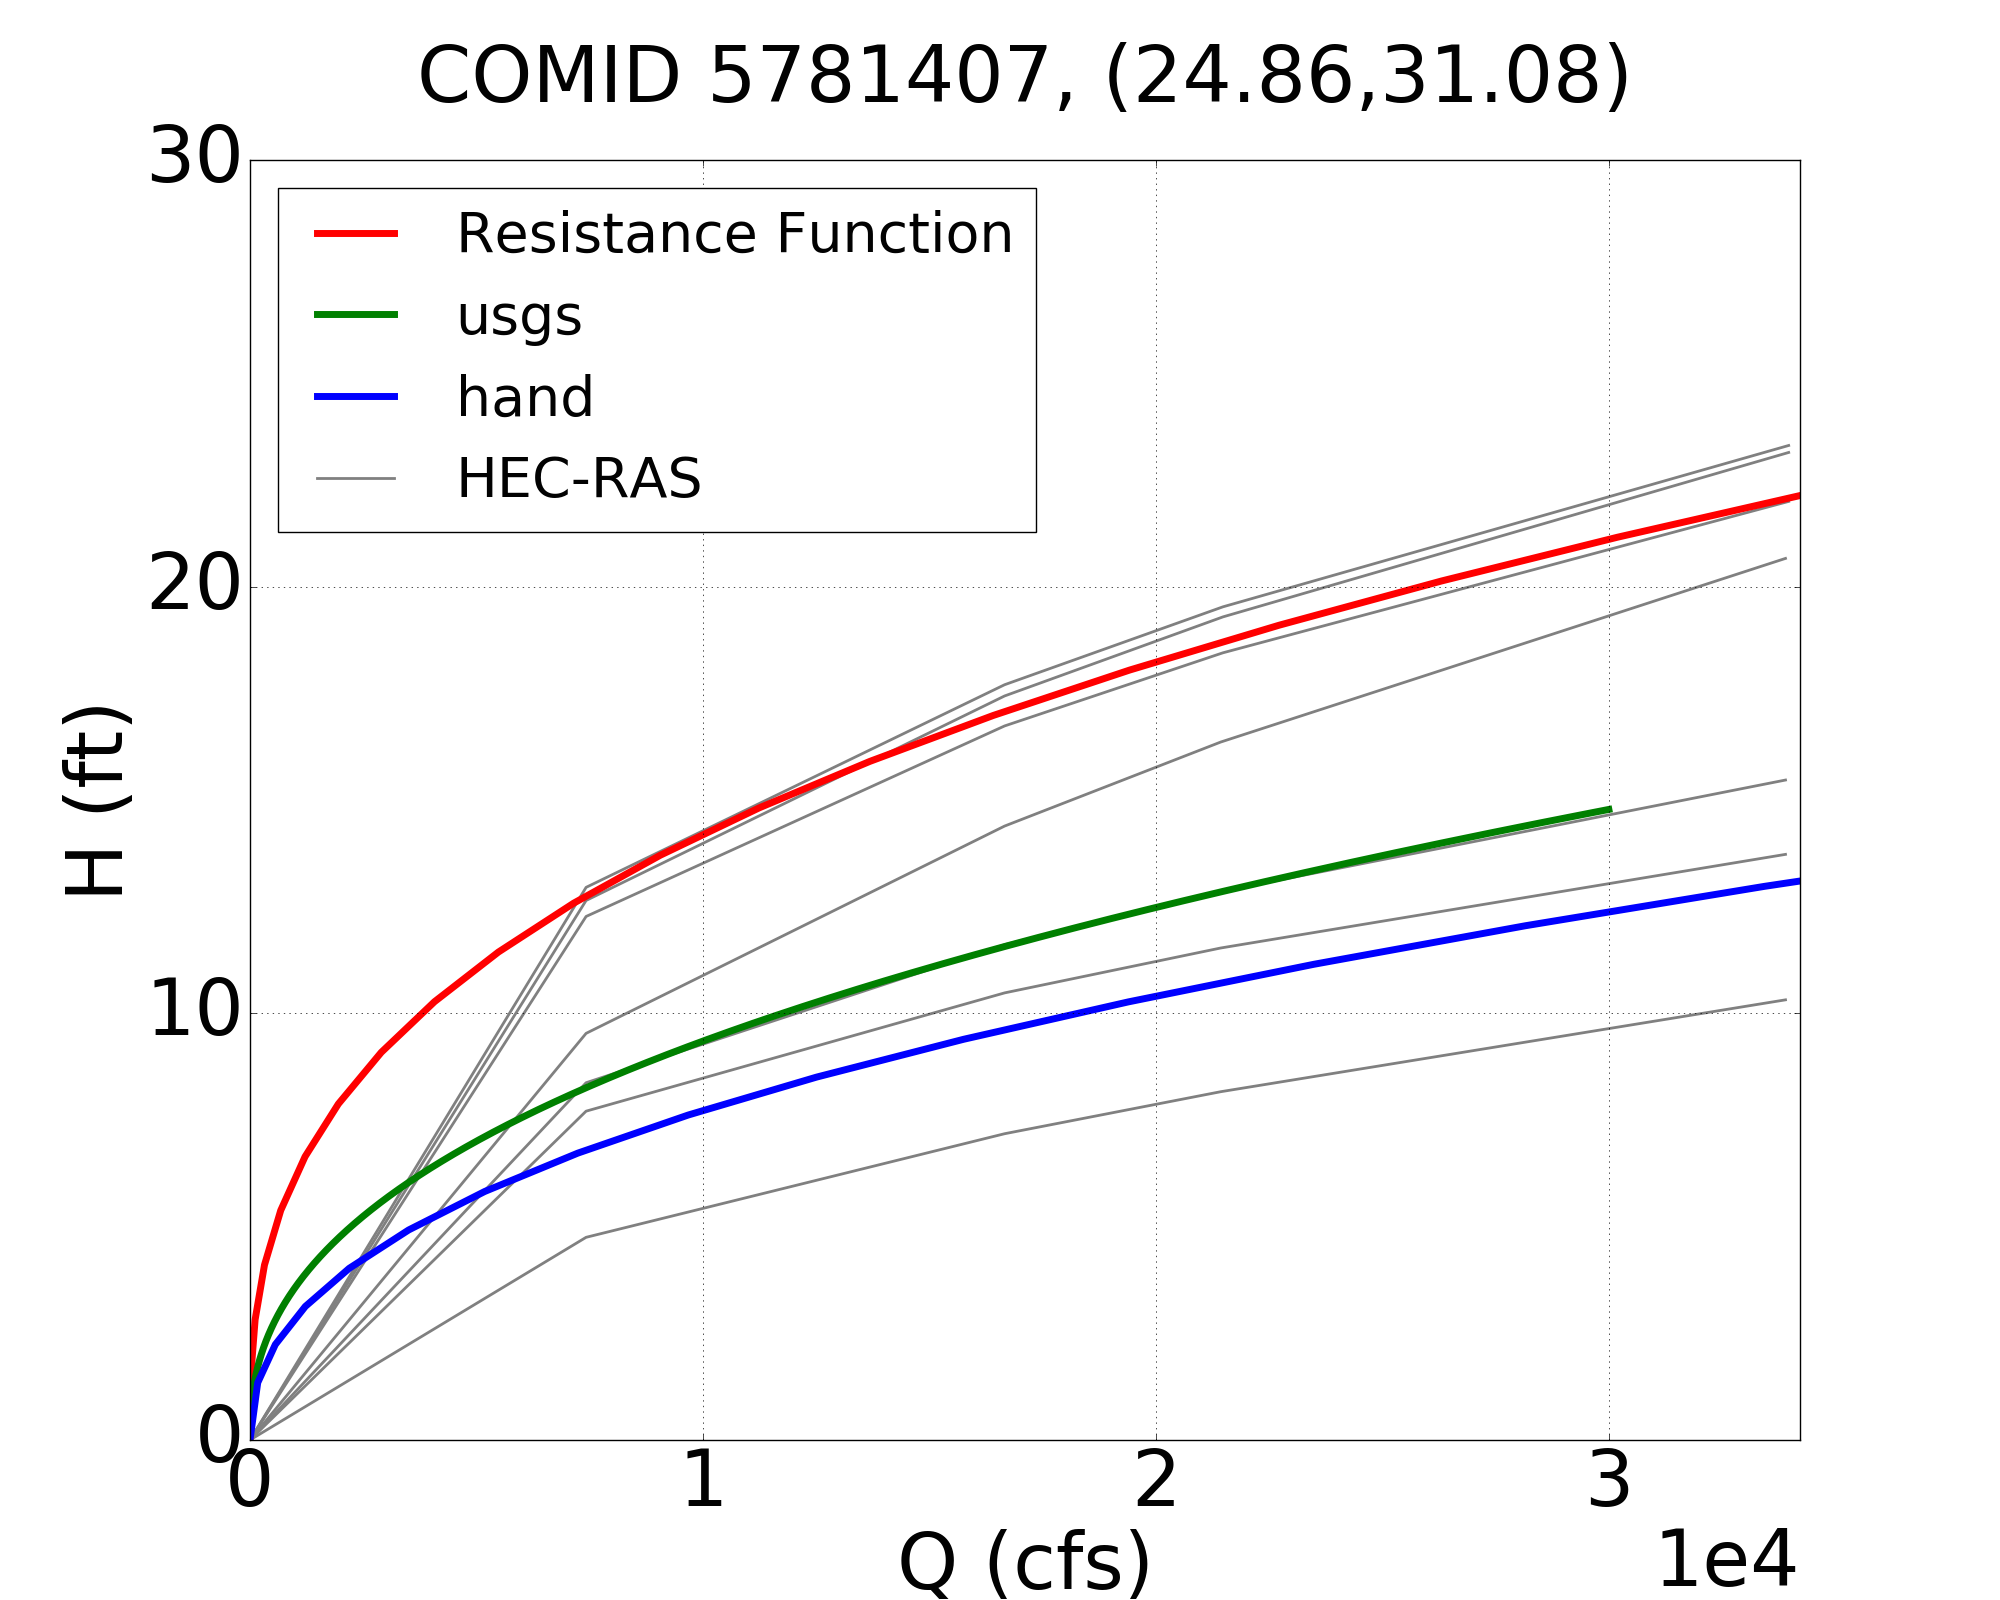 COMID 5781407, (24.86,31.08)
30
20
10
0
H (ft)
Resistance Function
usgs
hand
HEC-RAS
0 1 2 3
1e4
Q (cfs)